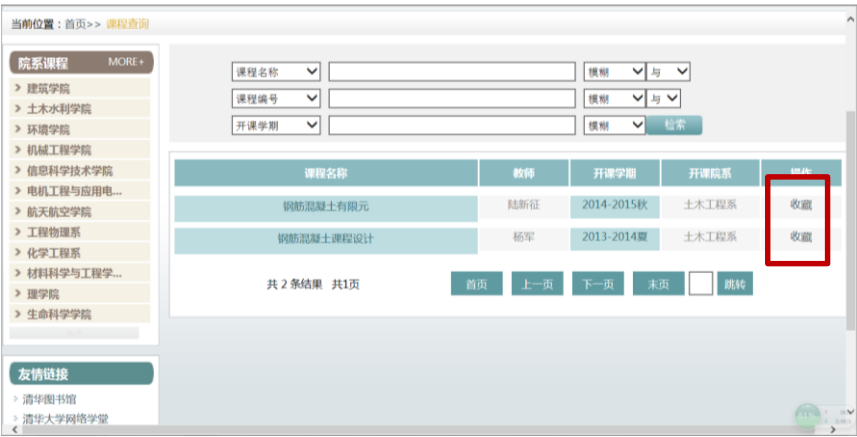 当前位置：首页>> 课程查询
院系课程 MORE+
> 建筑学院
> 土木水利学院
> 环境学院
> 机械工程学院
> 信息科学技术学院
> 电机工程与应用电...
> 航天航空学院
> 工程物理系
> 化学工程系
> 材料科学与工程学...
> 理学院
> 生命科学学院
友情链接
> 清华图书馆
> 清华大学网络学堂
课程名称 模糊 与
课程编号 模糊 与
开课学期 模糊 检索
课程名称 教师 开课学期 开课院系 操作
钢筋混凝土有限元 陆新征 2014-2015秋 土木工程系 收藏
钢筋混凝土课程设计 杨军 2013-2014夏 土木工程系 收藏
共 2 条结果 共1页 首页 上一页 下一页 末页 跳转